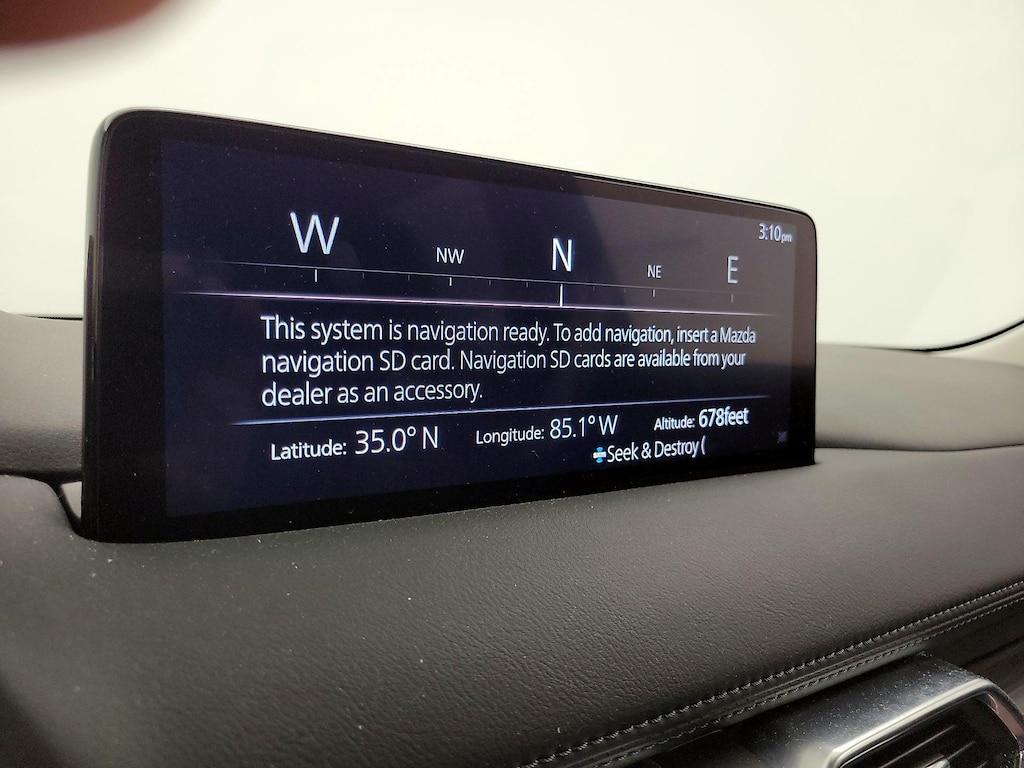 3:10pm
W NW N NE E
This system is navigation ready. To add navigation, insert a Mazda
navigation SD card. Navigation SD cards are available from your
dealer as an accessory.
Latitude: 35.0° N Longitude: 85.1° W Altitude: 678feet
Seek & Destroy (